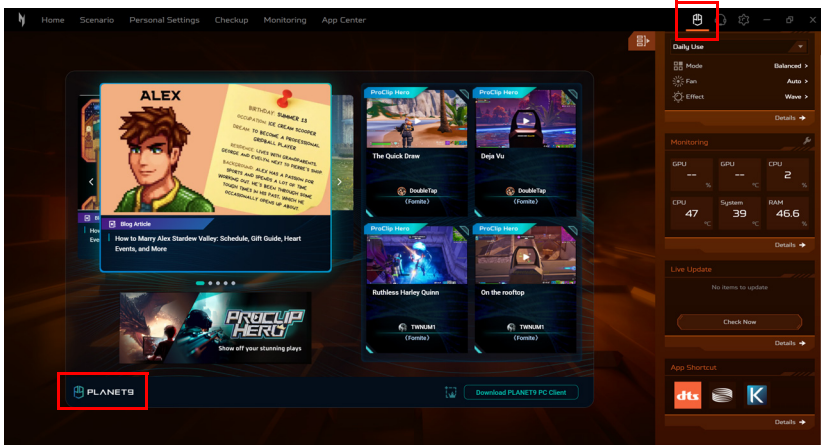 Home Scenario Personal Settings Checkup Monitoring App Center
ALEX
BIRTHDAY: SUMMER 13
OCCUPATION: ICE CREAM SCOOPER
DREAM: TO BECOME A PROFESSIONAL
GRIDBALL PLAYER
RESIDENCE: LIVES WITH GRANDPARENTS,
GEORGE AND EVELYN, NEXT TO PIERRE'S SHOP
BACKGROUND: ALEX HAS A PASSION FOR
SPORTS AND SPENDS A LOT OF TIME
WORKING OUT. HE'S BEEN THROUGH SOME
TOUGH TIMES IN HIS PAST, WHICH HE
OCCASIONALLY OPENS UP ABOUT.
Blog Article
How to Marry Alex Stardew Valley: Schedule, Gift Guide, Heart
Events, and More
PROCLIP
HERO
Show off your stunning plays
ProClip Hero
The Quick Draw
DoubleTap
(Fornite)
ProClip Hero
Deja Vu
DoubleTap
(Fornite)
ProClip Hero
Ruthless Harley Quinn
TWNUM1
(Fornite)
ProClip Hero
On the rooftop
TWNUM1
(Fornite)
PLANET9
Download PLANET9 PC Client
Daily Use
Mode Balanced >
Fan Auto >
Effect Wave >
Details →
Monitoring
GPU GPU CPU
-- -- 2
% °C %
CPU System RAM
47 39 46.6
°C °C %
Details →
Live Update
No items to update
Check Now
Details →
App Shortcut
dts K
Details →